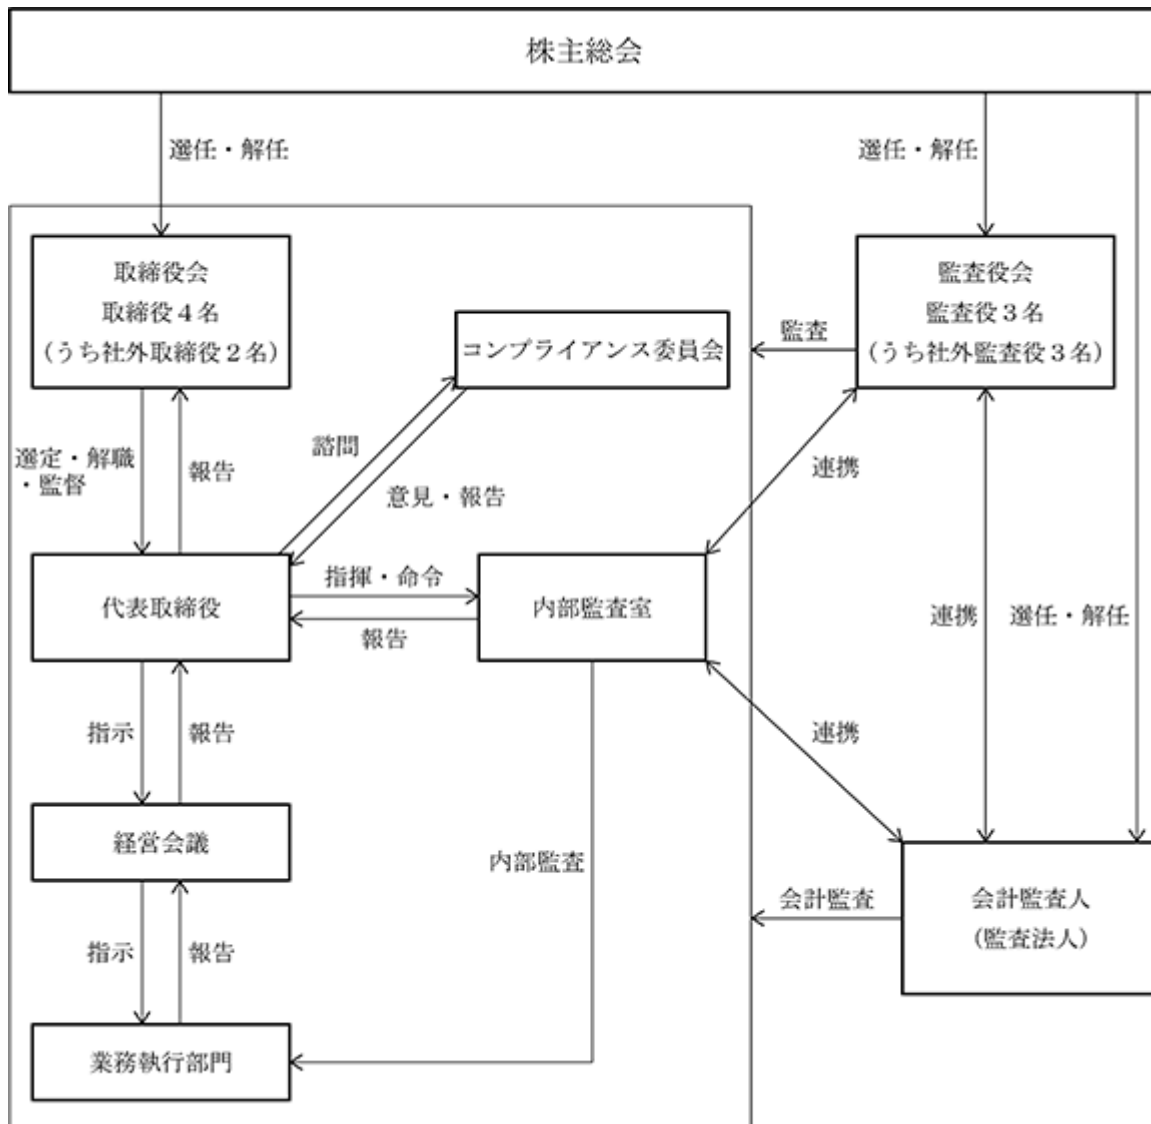 株主総会
選任・解任
選任・解任
取締役会
取締役４名
（うち社外取締役２名）
監査役会
監査役３名
（うち社外監査役３名）
コンプライアンス委員会
監査
選定・解職
・監督
報告
諮問
意見・報告
連携
代表取締役
指揮・命令
報告
内部監査室
連携
選任・解任
指示
報告
連携
経営会議
内部監査
会計監査
会計監査人
（監査法人）
指示
報告
業務執行部門